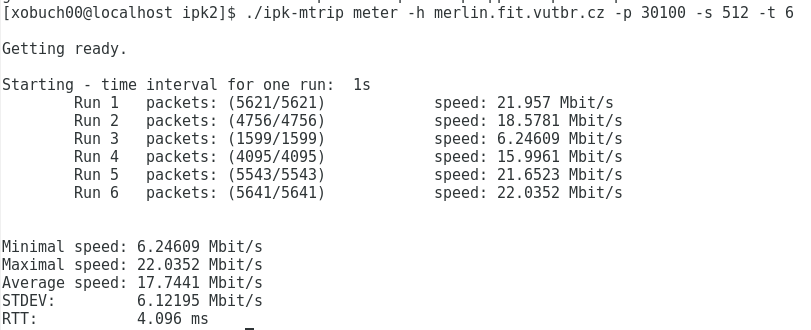 [xobuch00@localhost ipk2]$ ./ipk-mtrip meter -h merlin.fit.vutbr.cz -p 30100 -s 512 -t 6
Getting ready.
Starting - time interval for one run:  1s
Run 1   packets: (5621/5621)            speed: 21.957 Mbit/s
Run 2   packets: (4756/4756)            speed: 18.5781 Mbit/s
Run 3   packets: (1599/1599)            speed: 6.24609 Mbit/s
Run 4   packets: (4095/4095)            speed: 15.9961 Mbit/s
Run 5   packets: (5543/5543)            speed: 21.6523 Mbit/s
Run 6   packets: (5641/5641)            speed: 22.0352 Mbit/s
Minimal speed: 6.24609 Mbit/s
Maximal speed: 22.0352 Mbit/s
Average speed: 17.7441 Mbit/s
STDEV:         6.12195 Mbit/s
RTT:           4.096 ms